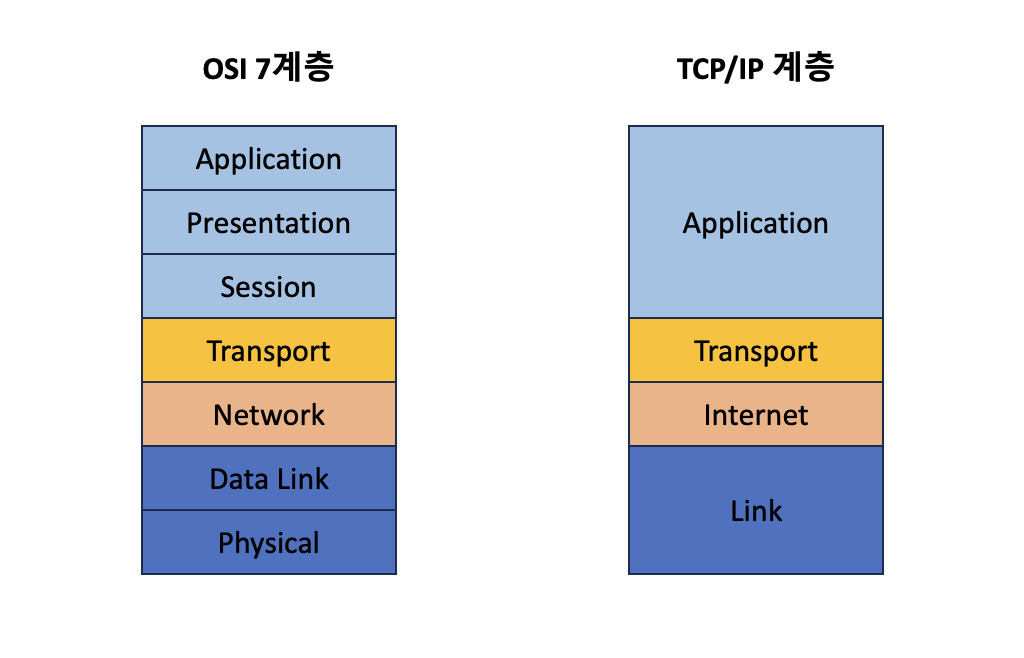 OSI 7계층
Application
Presentation
Session
Transport
Network
Data Link
Physical
TCP/IP 계층
Application
Transport
Internet
Link